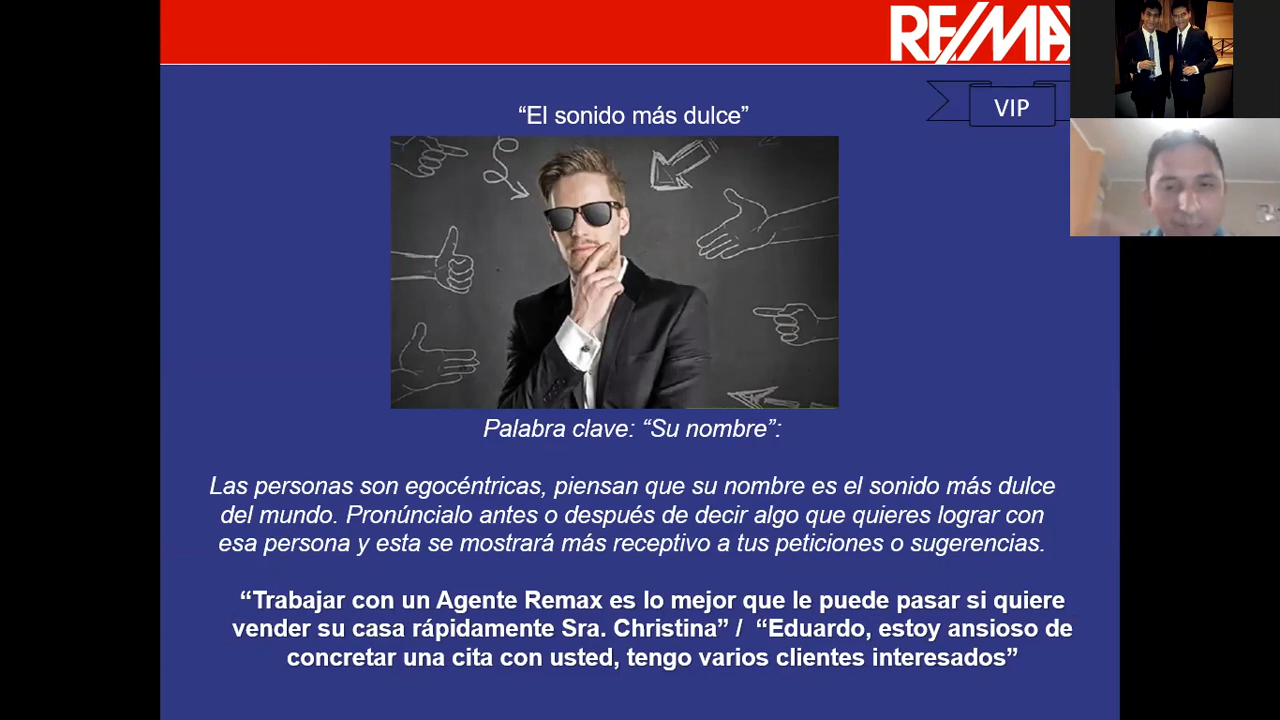 RE/MAX
VIP
“El sonido más dulce”
Palabra clave: “Su nombre”:
Las personas son egocéntricas, piensan que su nombre es el sonido más dulce
del mundo. Pronúncialo antes o después de decir algo que quieres lograr con
esa persona y esta se mostrará más receptivo a tus peticiones o sugerencias.
“Trabajar con un Agente Remax es lo mejor que le puede pasar si quiere
vender su casa rápidamente Sra. Christina” / “Eduardo, estoy ansioso de
concretar una cita con usted, tengo varios clientes interesados”